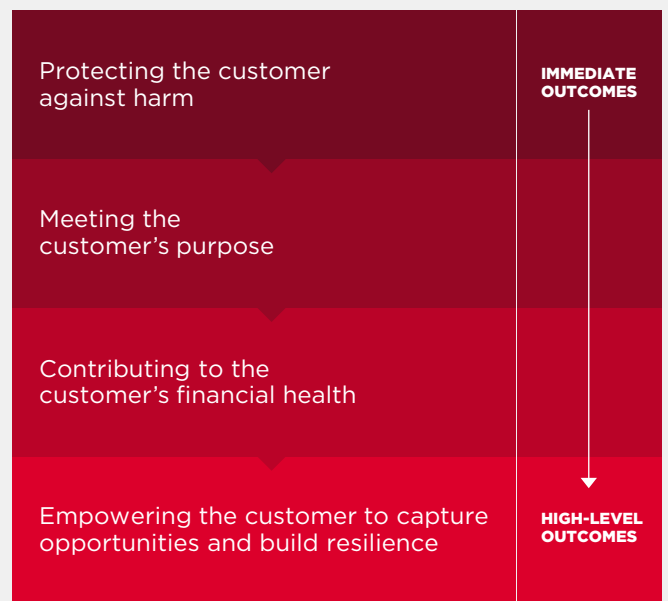 Protecting the customer
against harm
IMMEDIATE
OUTCOMES
Meeting the
customer’s purpose
Contributing to the
customer’s financial health
Empowering the customer to capture
opportunities and build resilience
HIGH-LEVEL
OUTCOMES